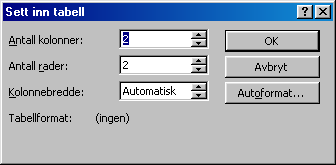 Sett inn tabell
Antall kolonner: 2 OK
Antall rader: 2 Avbryt
Kolonnebredde: Automatisk Autoformat...
Tabellformat: (ingen)